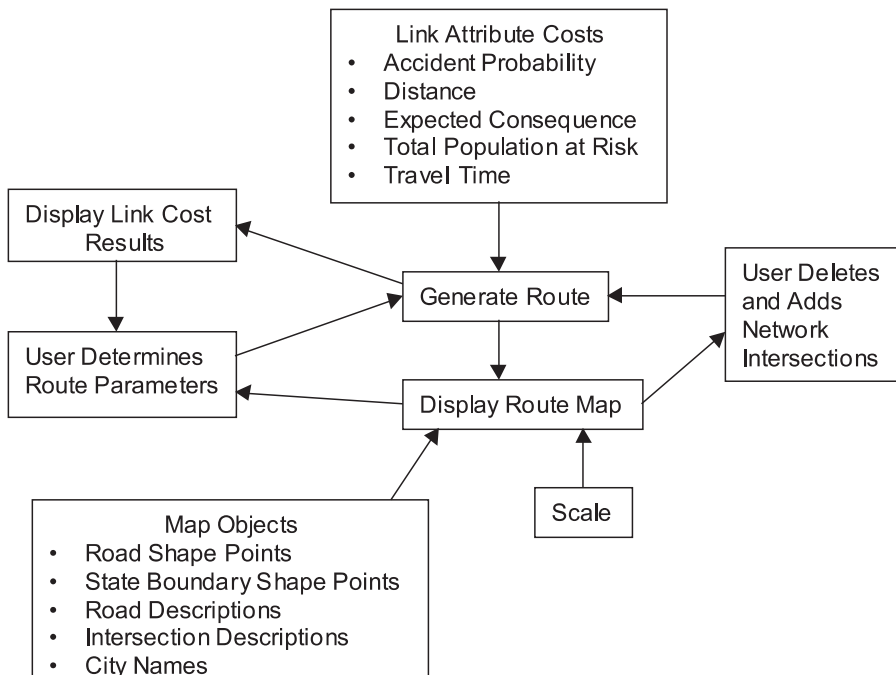 Link Attribute Costs
• Accident Probability
• Distance
• Expected Consequence
• Total Population at Risk
• Travel Time
Display Link Cost
Results
Generate Route
User Deletes
and Adds
Network
Intersections
User Determines
Route Parameters
Display Route Map
Scale
Map Objects
• Road Shape Points
• State Boundary Shape Points
• Road Descriptions
• Intersection Descriptions
• City Names